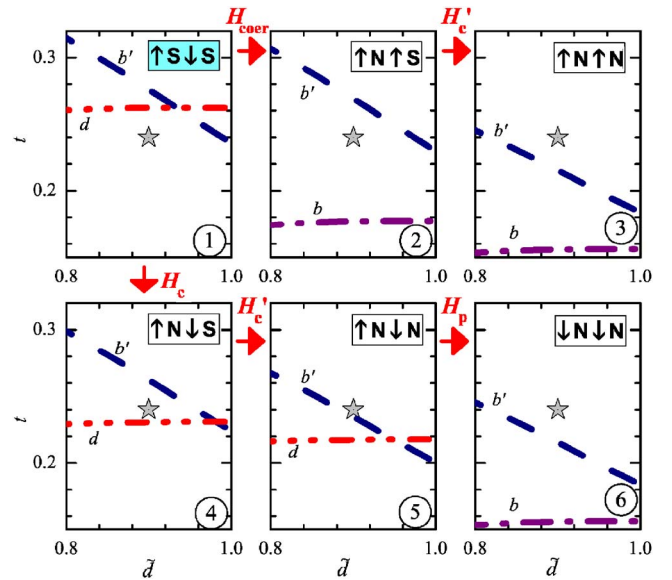 H_coer
H_c'
0.3
0.2
t
b'
d
↑S↓S
1
b'
b
↑N↑S
2
b'
b
↑N↑N
3
0.8
1.0
0.8
1.0
0.8
1.0
H_c
H_c'
H_p
0.3
0.2
t
b'
d
↑N↓S
4
b'
d
↑N↓N
5
b'
b
↓N↓N
6
0.8
1.0
0.8
1.0
0.8
1.0
d̃
d̃
d̃